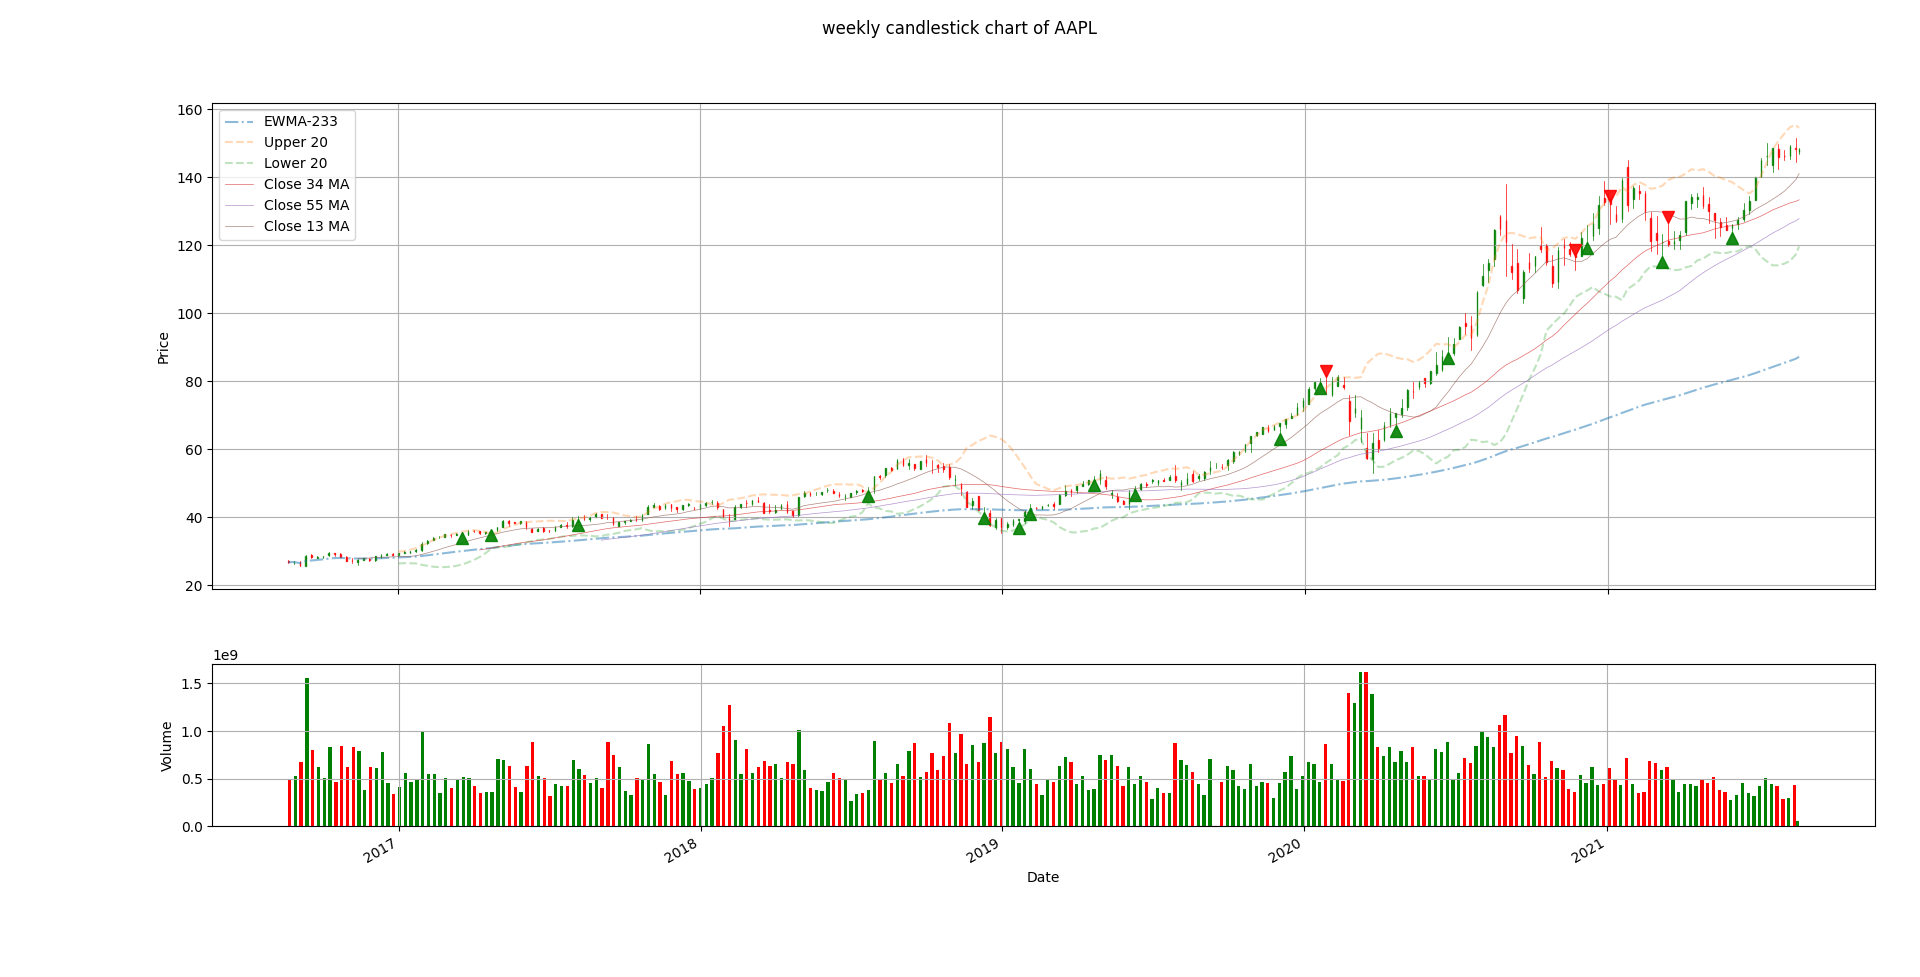 weekly candlestick chart of AAPL
160
140
120
100
80
60
40
20
Price
EWMA-233
Upper 20
Lower 20
Close 34 MA
Close 55 MA
Close 13 MA
1e9
1.5
1.0
0.5
0.0
Volume
2017
2018
2019
2020
2021
Date